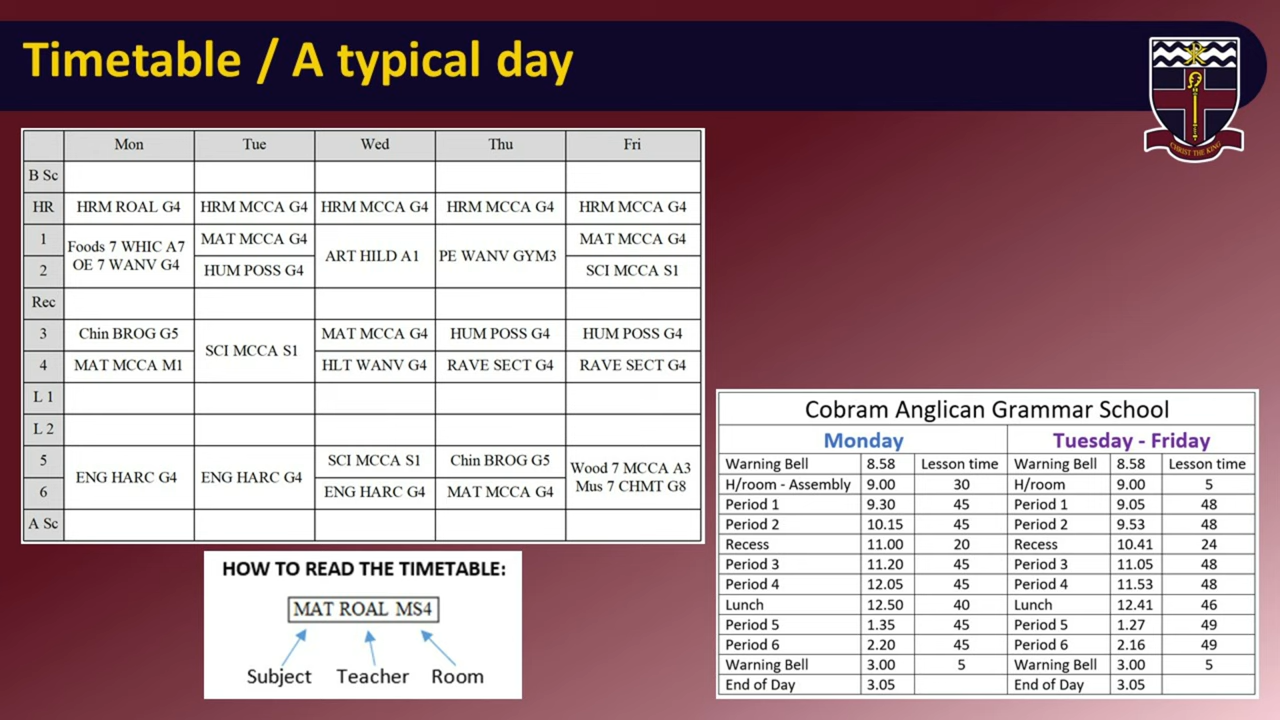 Timetable / A typical day
CHRIST THE KING
Mon Tue Wed Thu Fri
B Sc
HR HRM ROAL G4 HRM MCCA G4 HRM MCCA G4 HRM MCCA G4 HRM MCCA G4
1 Foods 7 WHIC A7 MAT MCCA G4 ART HILD A1 PE WANV GYM3 MAT MCCA G4
2 OE 7 WANV G4 HUM POSS G4 SCI MCCA S1
Rec
3 Chin BROG G5 SCI MCCA S1 MAT MCCA G4 HUM POSS G4 HUM POSS G4
4 MAT MCCA M1 HLT WANV G4 RAVE SECT G4 RAVE SECT G4
L 1
L 2
5 ENG HARC G4 ENG HARC G4 SCI MCCA S1 Chin BROG G5 Wood 7 MCCA A3
6 ENG HARC G4 MAT MCCA G4 Mus 7 CHMT G8
A Sc
HOW TO READ THE TIMETABLE:
MAT ROAL MS4
Subject Teacher Room
Cobram Anglican Grammar School
Monday Tuesday - Friday
Warning Bell 8.58 Lesson time Warning Bell 8.58 Lesson time
H/room - Assembly 9.00 30 H/room 9.00 5
Period 1 9.30 45 Period 1 9.05 48
Period 2 10.15 45 Period 2 9.53 48
Recess 11.00 20 Recess 10.41 24
Period 3 11.20 45 Period 3 11.05 48
Period 4 12.05 45 Period 4 11.53 48
Lunch 12.50 40 Lunch 12.41 46
Period 5 1.35 45 Period 5 1.27 49
Period 6 2.20 45 Period 6 2.16 49
Warning Bell 3.00 5 Warning Bell 3.00 5
End of Day 3.05 End of Day 3.05